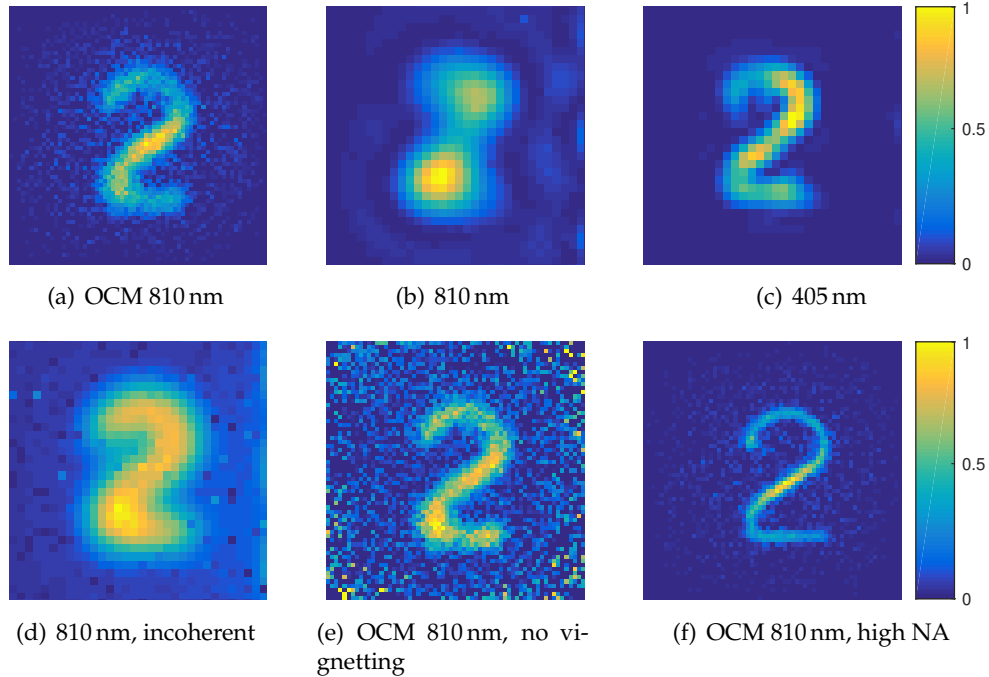 1
0.5
0
(a) OCM 810 nm
(b) 810 nm
(c) 405 nm
1
0.5
0
(d) 810 nm, incoherent
(e) OCM 810 nm, no vi-
gnetting
(f) OCM 810 nm, high NA